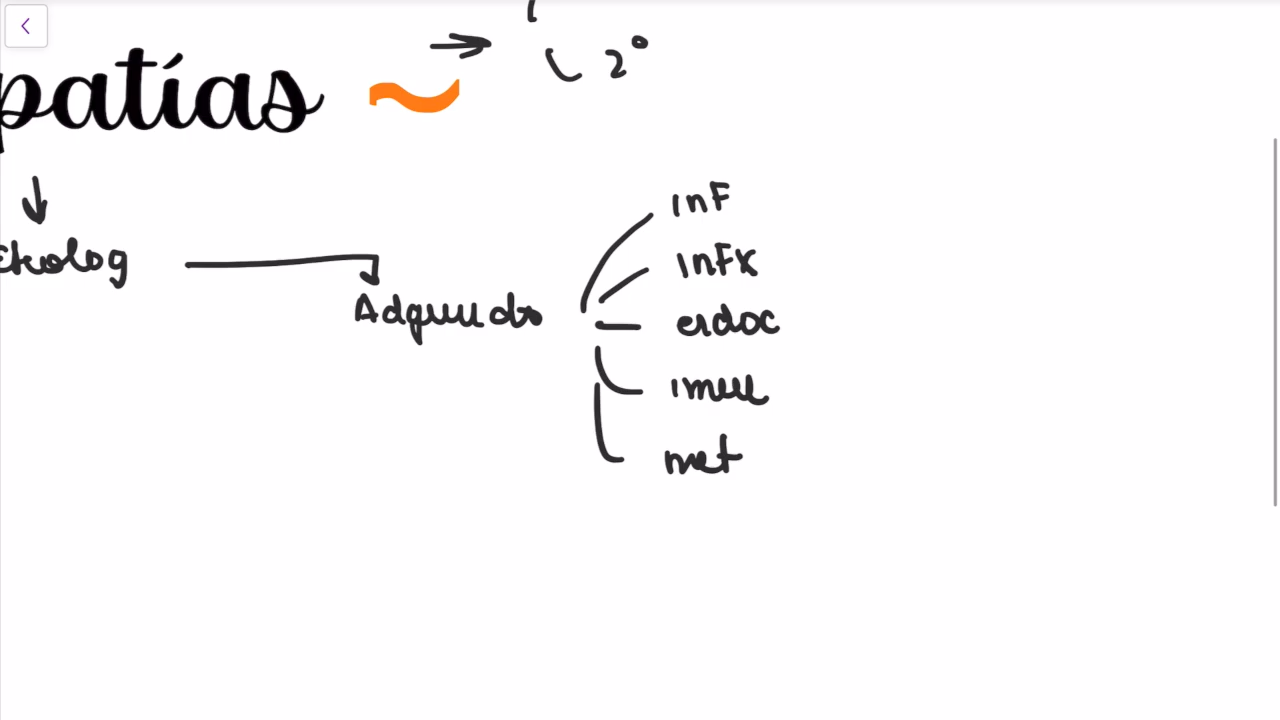 2°
patías
inF
Etiolog
inFx
Adquirido
endoc
inmu
met